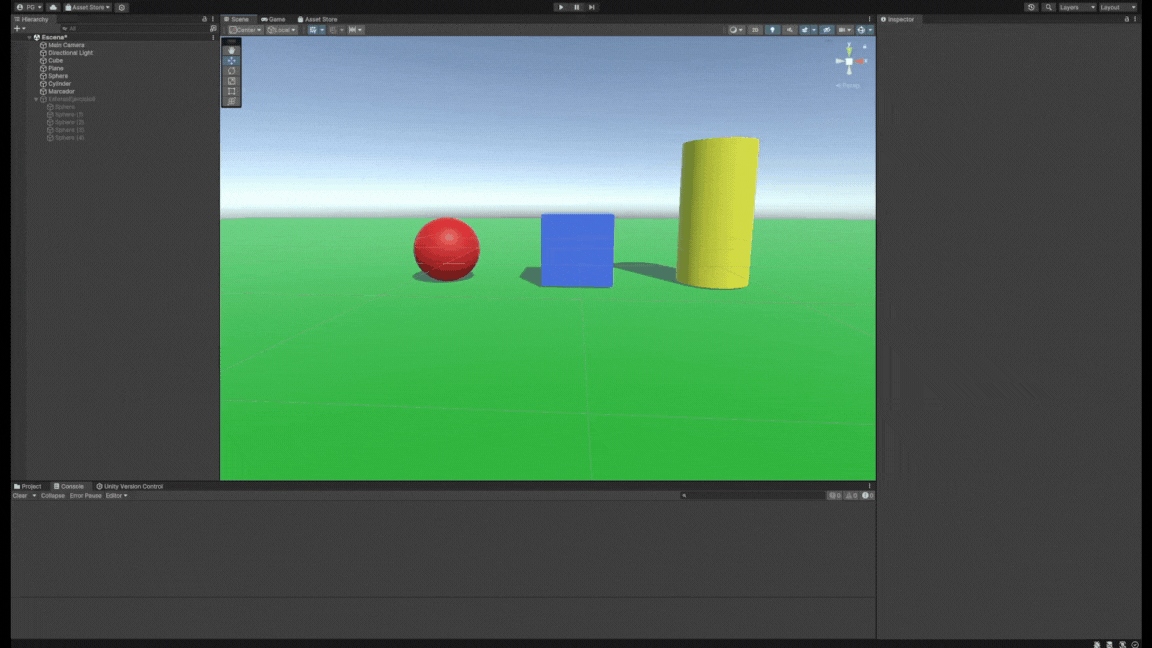 PG Asset Store Layers Layout
Hierarchy Scene Game Asset Store Inspector
All Center Local 2D
Escena*
Main Camera
Directional Light
Cube
Plane
Sphere
Cylinder
Marcador
Sphere
Sphere (1)
Sphere (2)
Sphere (3)
Sphere (4)
Persp
Project Console Unity Version Control
Clear Collapse Error Pause Editor 0 0 0